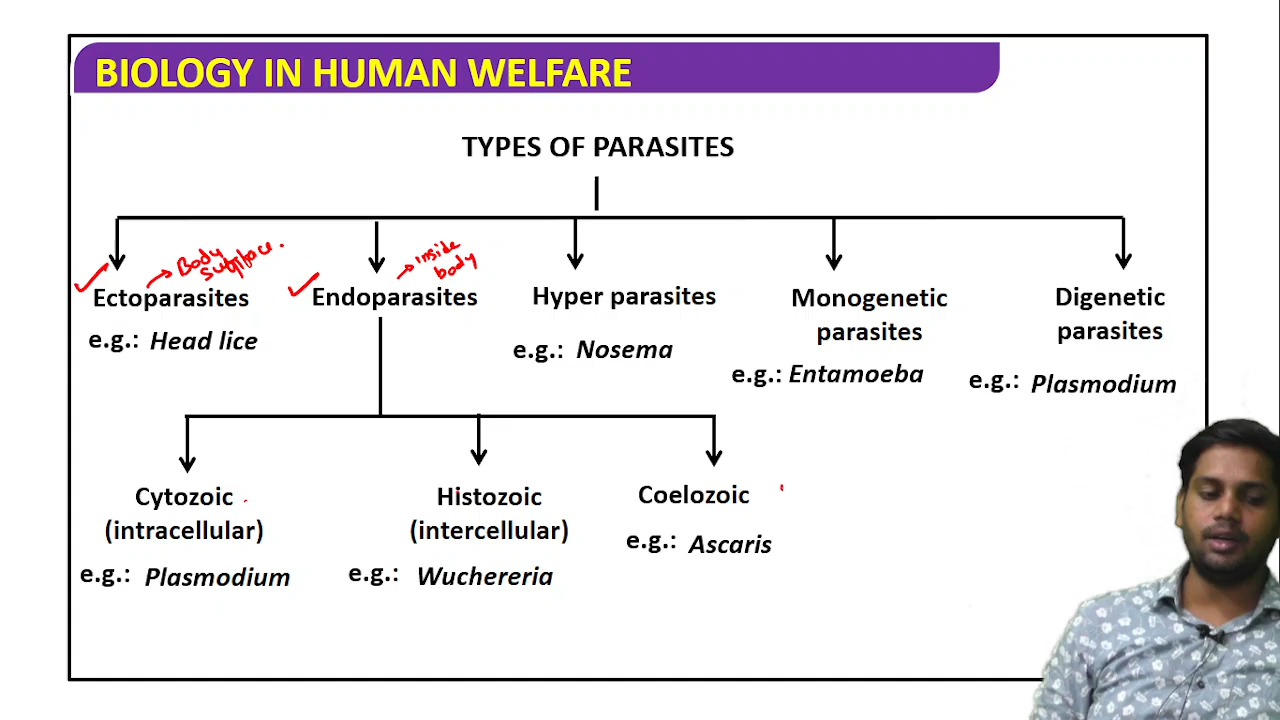 BIOLOGY IN HUMAN WELFARE
TYPES OF PARASITES
Body
surface.
inside
body
Ectoparasites
e.g.: Head lice
Endoparasites
Hyper parasites
e.g.: Nosema
Monogenetic
parasites
e.g.: Entamoeba
Digenetic
parasites
e.g.: Plasmodium
Cytozoic
(intracellular)
e.g.: Plasmodium
Histozoic
(intercellular)
e.g.: Wuchereria
Coelozoic
e.g.: Ascaris